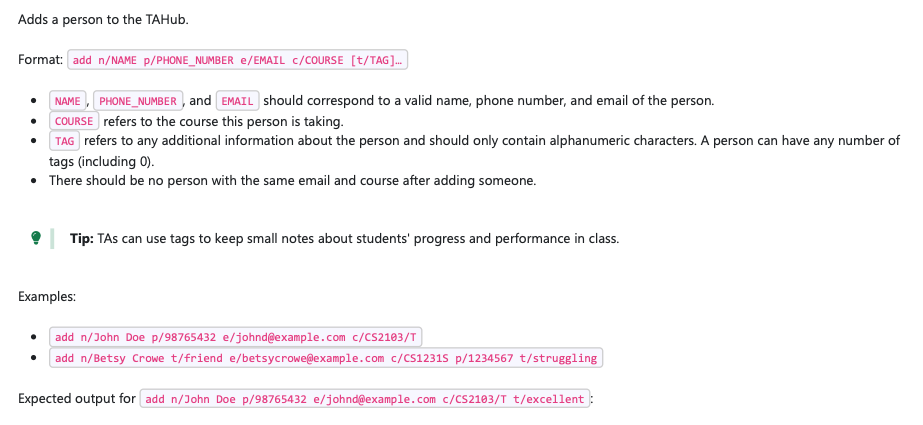 Adds a person to the TAHub.
Format: add n/NAME p/PHONE_NUMBER e/EMAIL c/COURSE [t/TAG]…
NAME, PHONE_NUMBER, and EMAIL should correspond to a valid name, phone number, and email of the person.
COURSE refers to the course this person is taking.
TAG refers to any additional information about the person and should only contain alphanumeric characters. A person can have any number of
tags (including 0).
There should be no person with the same email and course after adding someone.
Tip: TAs can use tags to keep small notes about students' progress and performance in class.
Examples:
add n/John Doe p/98765432 e/johnd@example.com c/CS2103/T
add n/Betsy Crowe t/friend e/betsycrowe@example.com c/CS1231S p/1234567 t/struggling
Expected output for add n/John Doe p/98765432 e/johnd@example.com c/CS2103/T t/excellent: